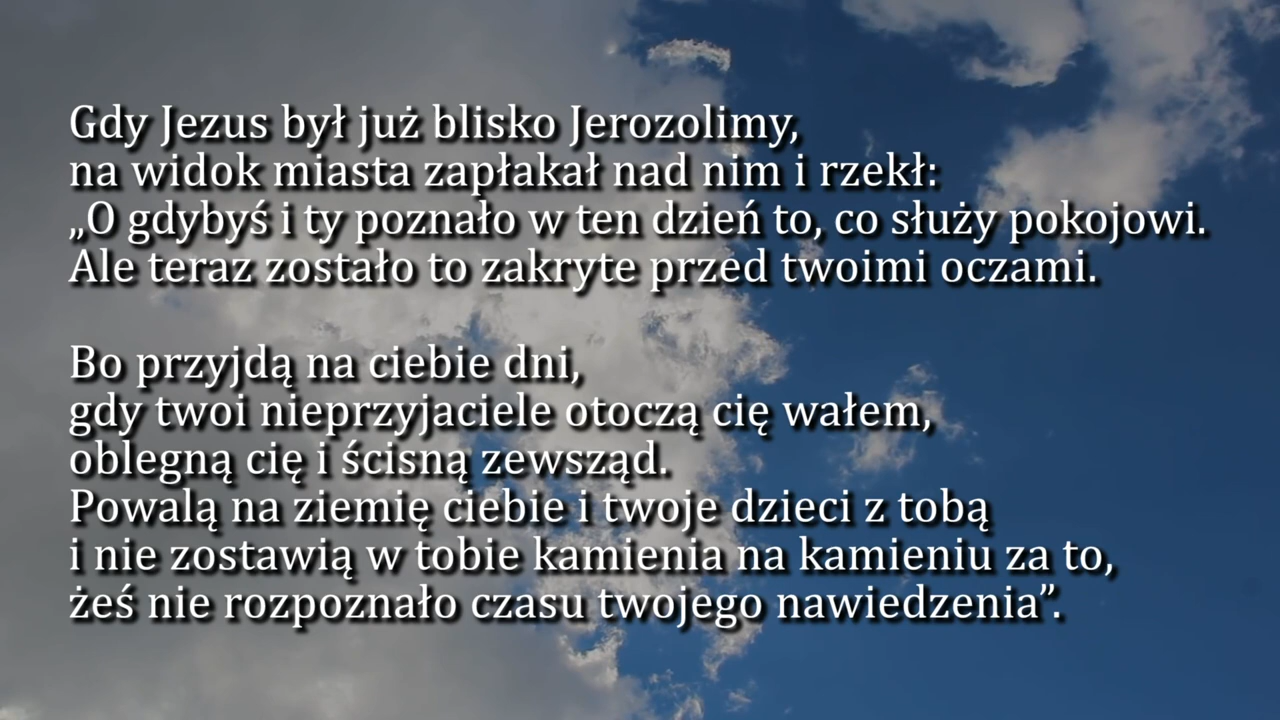 Gdy Jezus był już blisko Jerozolimy,
na widok miasta zapłakał nad nim i rzekł:
„O gdybyś i ty poznało w ten dzień to, co służy pokojowi.
Ale teraz zostało to zakryte przed twoimi oczami.
Bo przyjdą na ciebie dni,
gdy twoi nieprzyjaciele otoczą cię wałem,
oblegną cię i ścisną zewsząd.
Powalą na ziemię ciebie i twoje dzieci z tobą
i nie zostawią w tobie kamienia na kamieniu za to,
żeś nie rozpoznało czasu twojego nawiedzenia”.